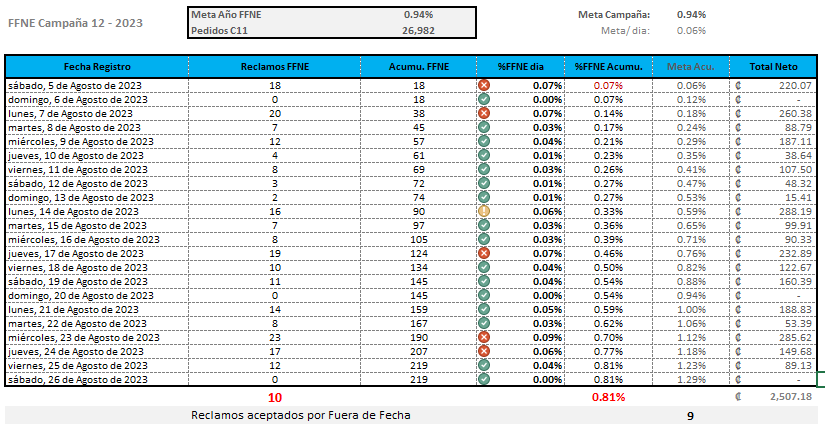 FFNE Campaña 12 - 2023
Meta Año FFNE 0.94%
Pedidos C11 26,982
Meta Campaña: 0.94%
Meta/ dia: 0.06%
Fecha Registro Reclamos FFNE Acumu. FFNE %FFNE dia %FFNE Acumu. Meta Acu. Total Neto
sábado, 5 de Agosto de 2023 18 18 0.07% 0.07% 0.06% ₡ 220.07
domingo, 6 de Agosto de 2023 0 18 0.00% 0.07% 0.12% ₡ -
lunes, 7 de Agosto de 2023 20 38 0.07% 0.14% 0.18% ₡ 260.38
martes, 8 de Agosto de 2023 7 45 0.03% 0.17% 0.24% ₡ 88.79
miércoles, 9 de Agosto de 2023 12 57 0.04% 0.21% 0.29% ₡ 187.11
jueves, 10 de Agosto de 2023 4 61 0.01% 0.23% 0.35% ₡ 38.64
viernes, 11 de Agosto de 2023 8 69 0.03% 0.26% 0.41% ₡ 107.50
sábado, 12 de Agosto de 2023 3 72 0.01% 0.27% 0.47% ₡ 48.32
domingo, 13 de Agosto de 2023 2 74 0.01% 0.27% 0.53% ₡ 15.41
lunes, 14 de Agosto de 2023 16 90 0.06% 0.33% 0.59% ₡ 288.19
martes, 15 de Agosto de 2023 7 97 0.03% 0.36% 0.65% ₡ 99.91
miércoles, 16 de Agosto de 2023 8 105 0.03% 0.39% 0.71% ₡ 90.33
jueves, 17 de Agosto de 2023 19 124 0.07% 0.46% 0.76% ₡ 232.89
viernes, 18 de Agosto de 2023 10 134 0.04% 0.50% 0.82% ₡ 122.67
sábado, 19 de Agosto de 2023 11 145 0.04% 0.54% 0.88% ₡ 160.39
domingo, 20 de Agosto de 2023 0 145 0.00% 0.54% 0.94% ₡ -
lunes, 21 de Agosto de 2023 14 159 0.05% 0.59% 1.00% ₡ 188.83
martes, 22 de Agosto de 2023 8 167 0.03% 0.62% 1.06% ₡ 53.39
miércoles, 23 de Agosto de 2023 23 190 0.09% 0.70% 1.12% ₡ 285.62
jueves, 24 de Agosto de 2023 17 207 0.06% 0.77% 1.18% ₡ 149.68
viernes, 25 de Agosto de 2023 12 219 0.04% 0.81% 1.23% ₡ 89.13
sábado, 26 de Agosto de 2023 0 219 0.00% 0.81% 1.29% ₡ -
10 0.81% ₡ 2,507.18
Reclamos aceptados por Fuera de Fecha 9